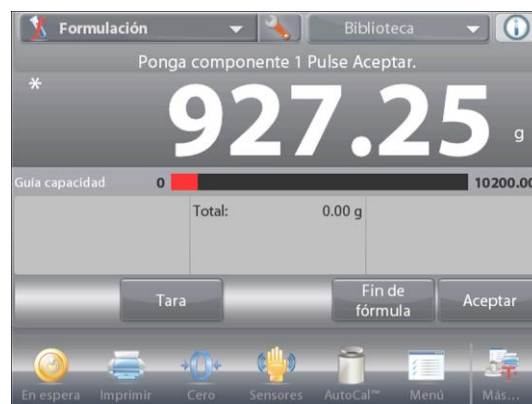 Formulación
Biblioteca
Ponga componente 1 Pulse Aceptar.
*
927.25 g
Guía capacidad 0 10200.00
Total: 0.00 g
Tara
Fin de
fórmula
Aceptar
En espera Imprimir Cero Sensores AutoCal™ Menú Más...